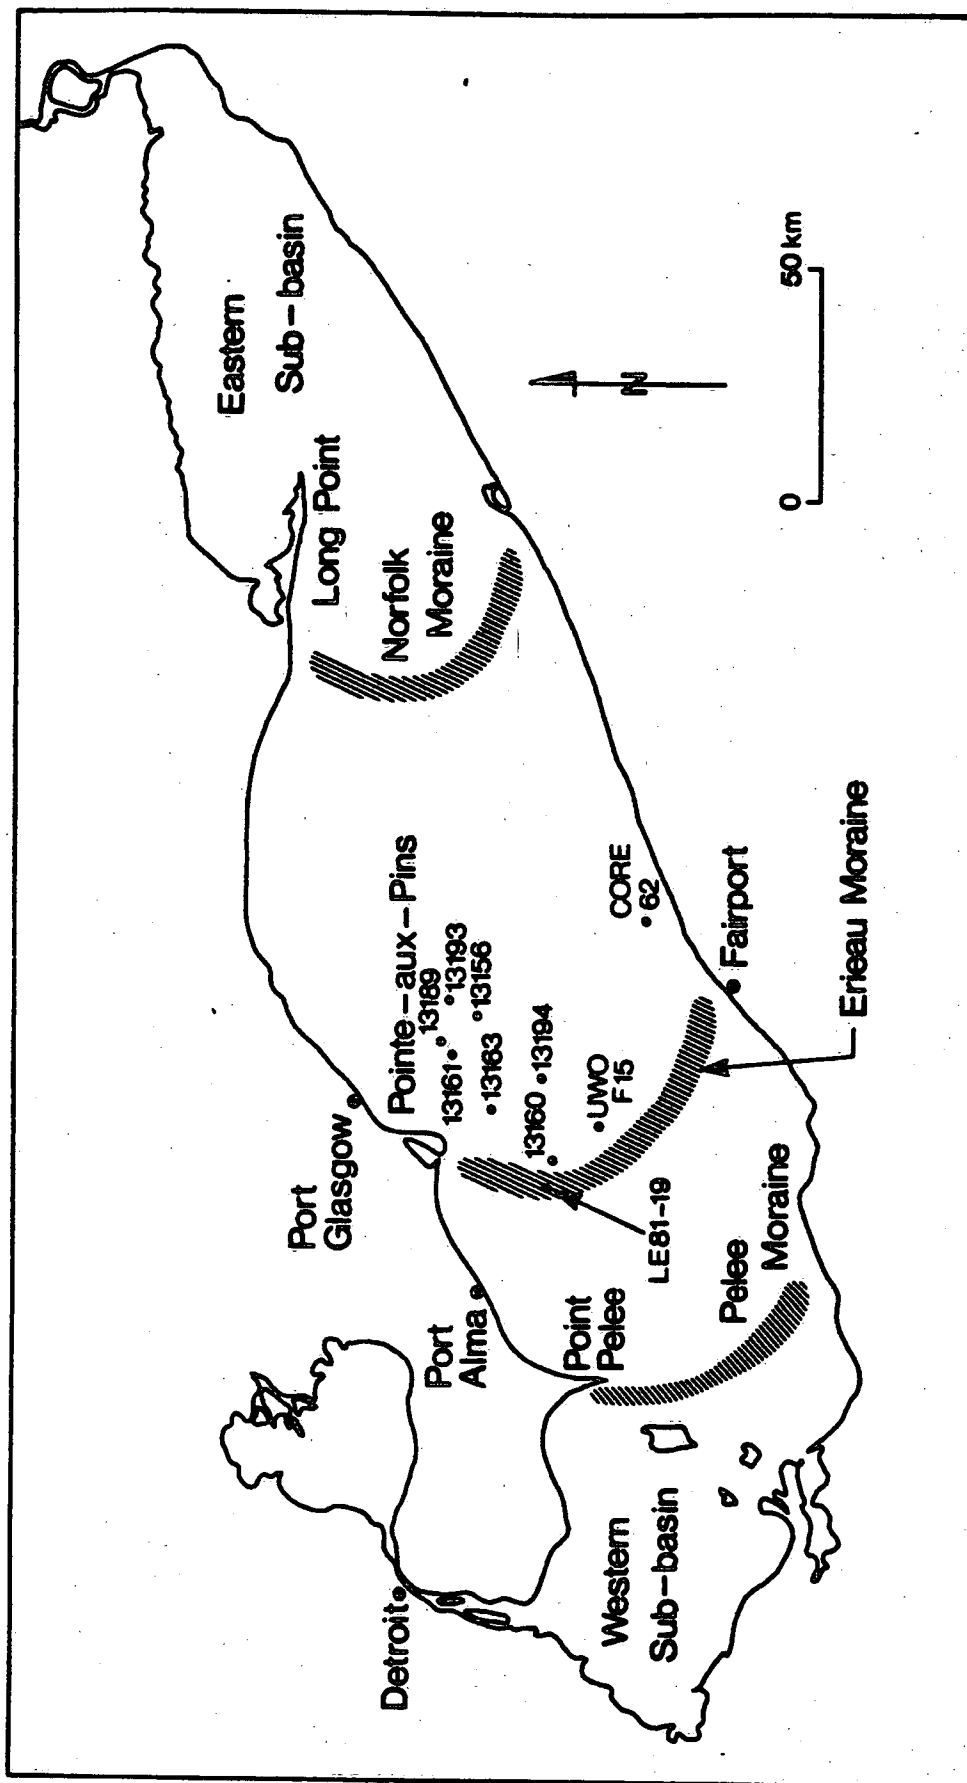 Detroit
Port
Alma
Port
Glasgow
Pointe-aux-Pins
13161
13189
13193
13163
13156
13160
13194
UWO
F15
LE81-19
Point
Pelee
Pelee
Moraine
Western
Sub-basin
CORE
62
Fairport
Erieau Moraine
Norfolk
Moraine
Long Point
Eastern
Sub-basin
N
0
50 km